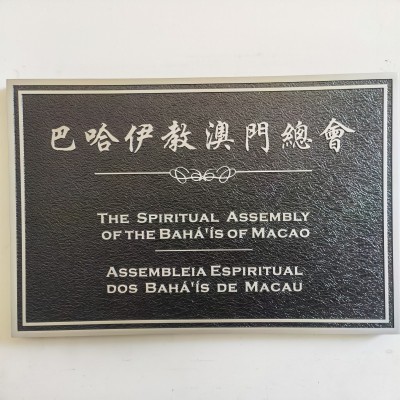 巴哈伊教澳門總會
THE SPIRITUAL ASSEMBLY
OF THE BAHÁ'ÍS OF MACAO
ASSEMBLEIA ESPIRITUAL
DOS BAHÁ'ÍS DE MACAU